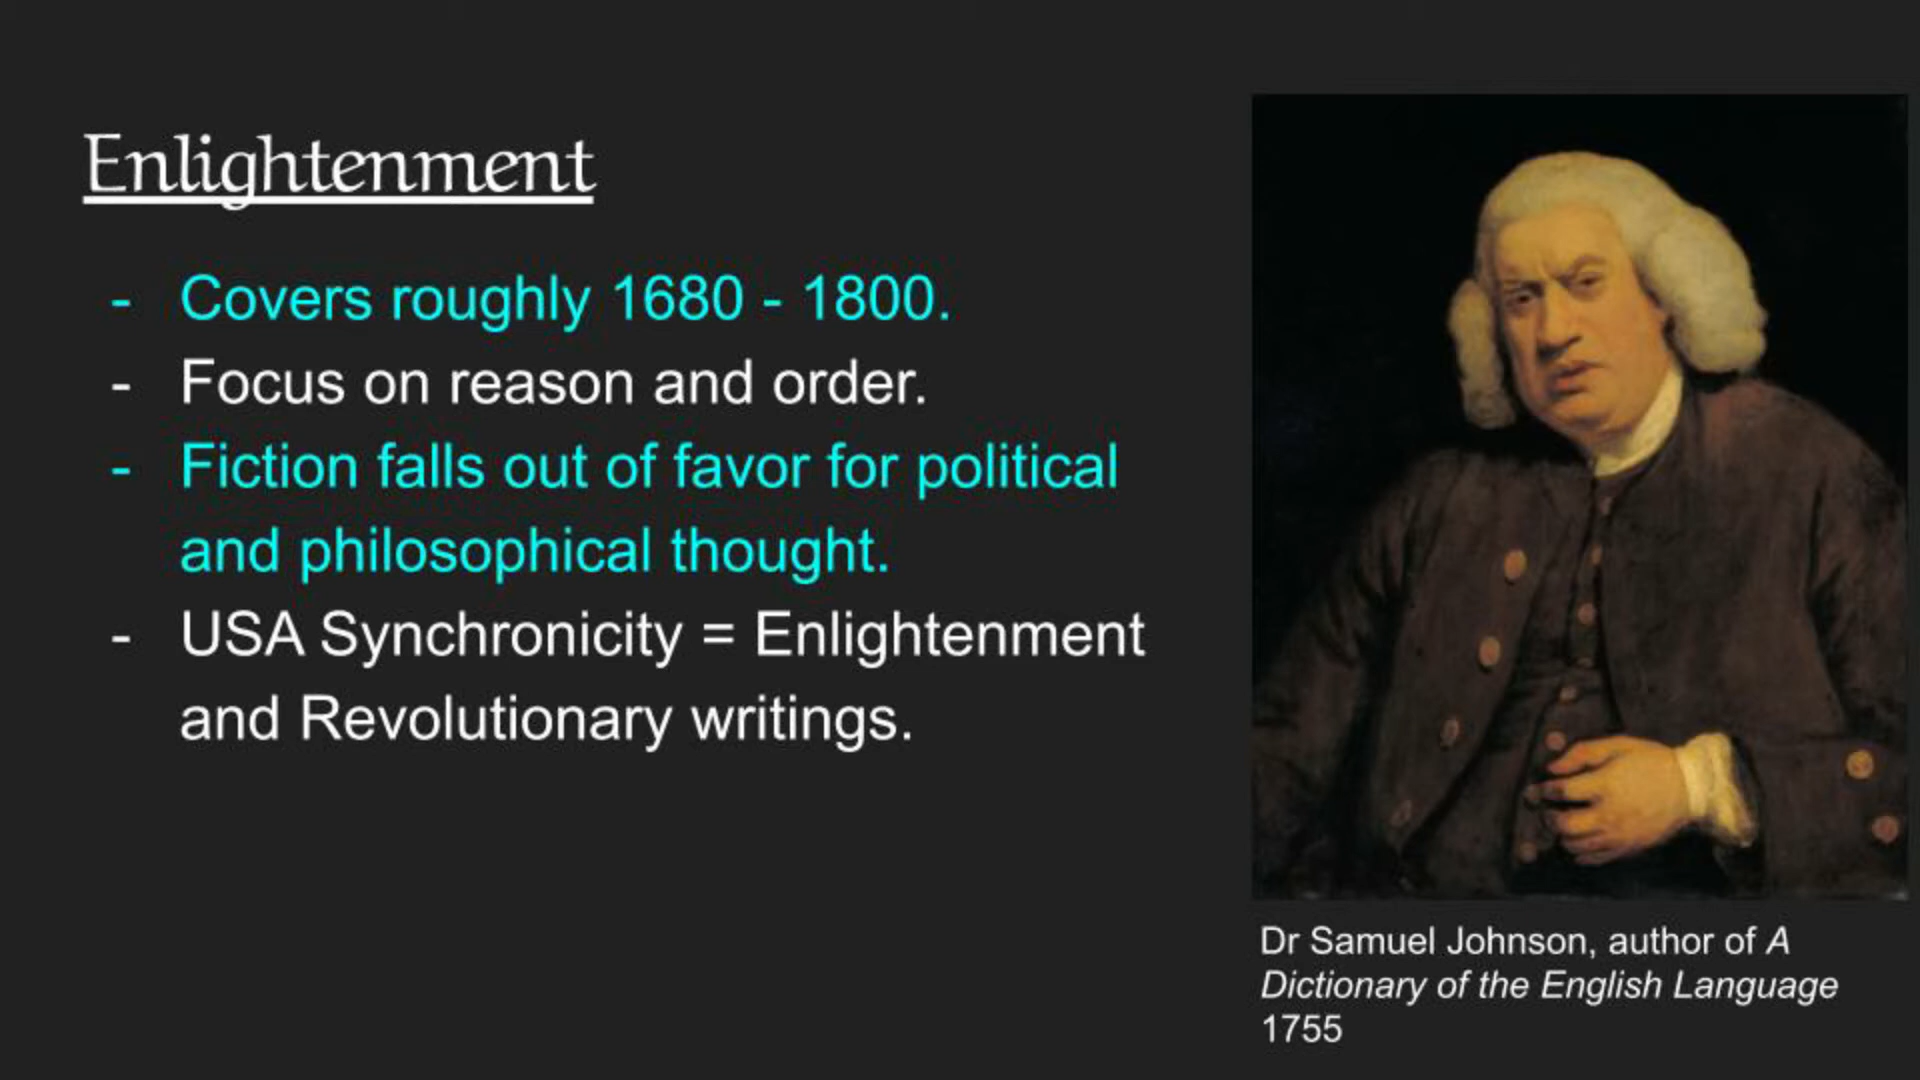 Enlightenment
- Covers roughly 1680 - 1800.
- Focus on reason and order.
- Fiction falls out of favor for political
and philosophical thought.
- USA Synchronicity = Enlightenment
and Revolutionary writings.
Dr Samuel Johnson, author of A
Dictionary of the English Language
1755